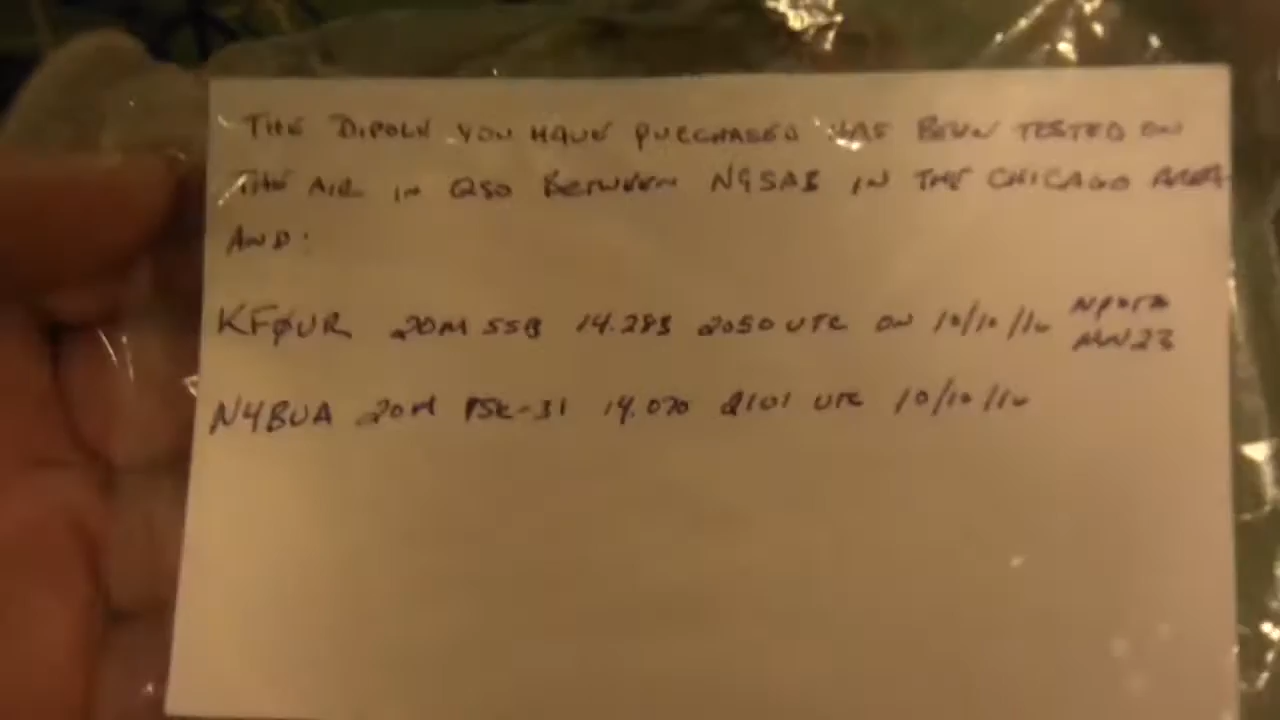 THE DIPOLE YOU HAVE PURCHASED HAS BEEN TESTED ON
THE AIR IN QSO BETWEEN N9SAB IN THE CHICAGO AREA
AND:
KFØUR 20M SSB 14.283 2050 UTC ON 10/10/16 NPOTA
MN23
N4BUA 20M PSK-31 14.070 2101 UTC 10/10/16